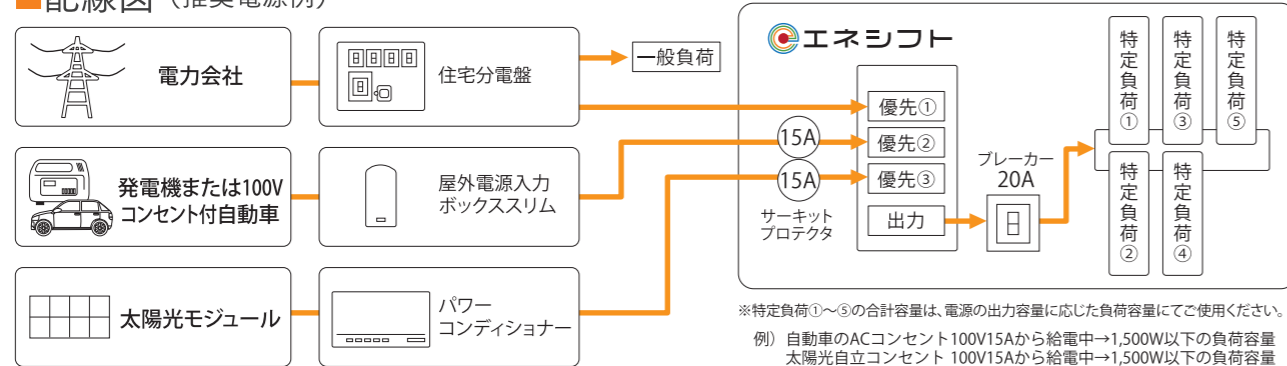 ■配線図（推奨電源例）
電力会社
住宅分電盤
一般負荷
発電機または100V
コンセント付自動車
屋外電源入力
ボックススリム
太陽光モジュール
パワー
コンディショナー
エネシフト
優先①
優先②
優先③
出力
15A
15A
サーキット
プロテクタ
ブレーカー
20A
特定負荷①
特定負荷③
特定負荷⑤
特定負荷②
特定負荷④
※特定負荷①～⑤の合計容量は、電源の出力容量に応じた負荷容量にてご使用ください。
例）自動車のACコンセント100V15Aから給電中→1,500W以下の負荷容量
太陽光自立コンセント 100V15Aから給電中→1,500W以下の負荷容量